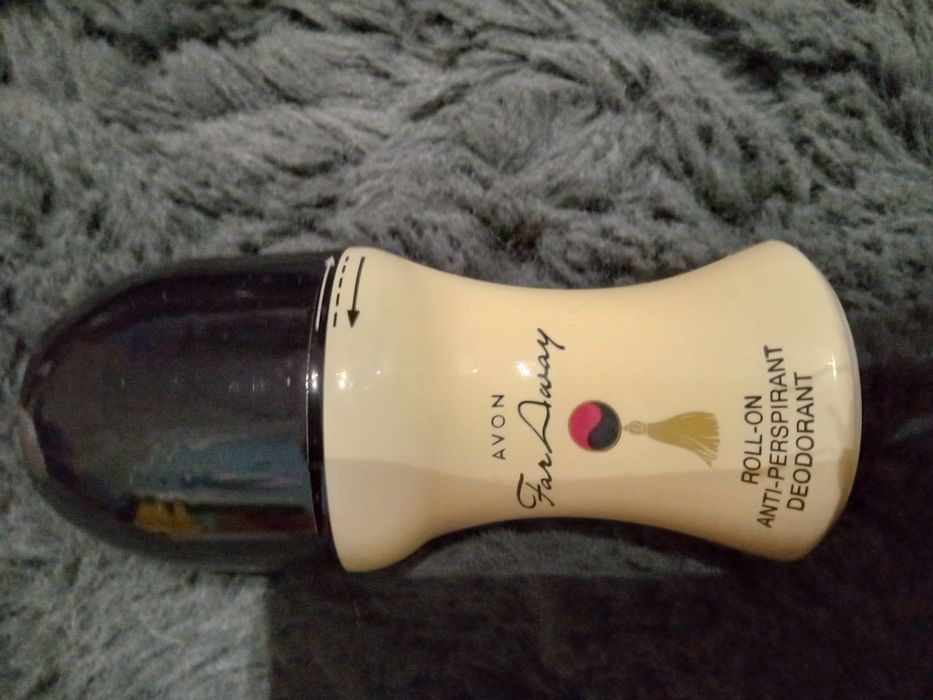 AVON
Far Away
ROLL-ON
ANTI-PERSPIRANT
DEODORANT